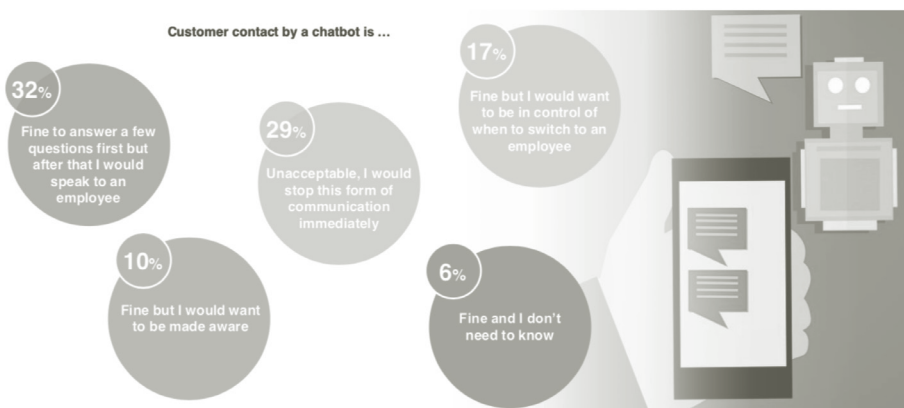 Customer contact by a chatbot is ...
32%
Fine to answer a few
questions first but
after that I would
speak to an
employee
29%
Unacceptable, I would
stop this form of
communication
immediately
17%
Fine but I would want
to be in control of
when to switch to an
employee
10%
Fine but I would want
to be made aware
6%
Fine and I don't
need to know